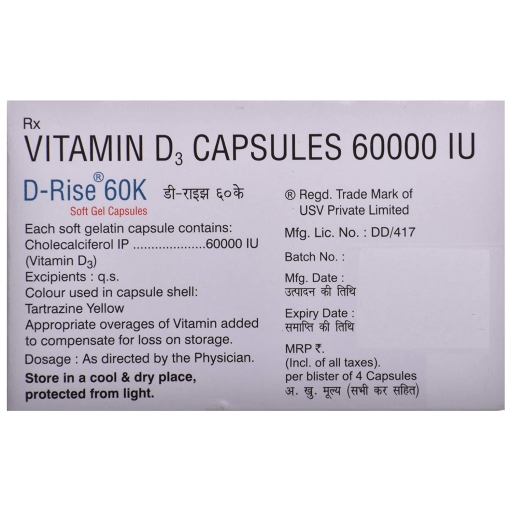 Rx
VITAMIN D3 CAPSULES 60000 IU
D-Rise® 60K डी-राइझ ६०के
Soft Gel Capsules
Each soft gelatin capsule contains:
Cholecalciferol IP ...................60000 IU
(Vitamin D3)
Excipients : q.s.
Colour used in capsule shell:
Tartrazine Yellow
Appropriate overages of Vitamin added
to compensate for loss on storage.
Dosage : As directed by the Physician.
Store in a cool & dry place,
protected from light.
® Regd. Trade Mark of
USV Private Limited
Mfg. Lic. No. : DD/417
Batch No. :
Mfg. Date :
उत्पादन की तिथि
Expiry Date :
समाप्ति की तिथि
MRP ₹.
(Incl. of all taxes).
per blister of 4 Capsules
अ. खु. मूल्य (सभी कर सहित)